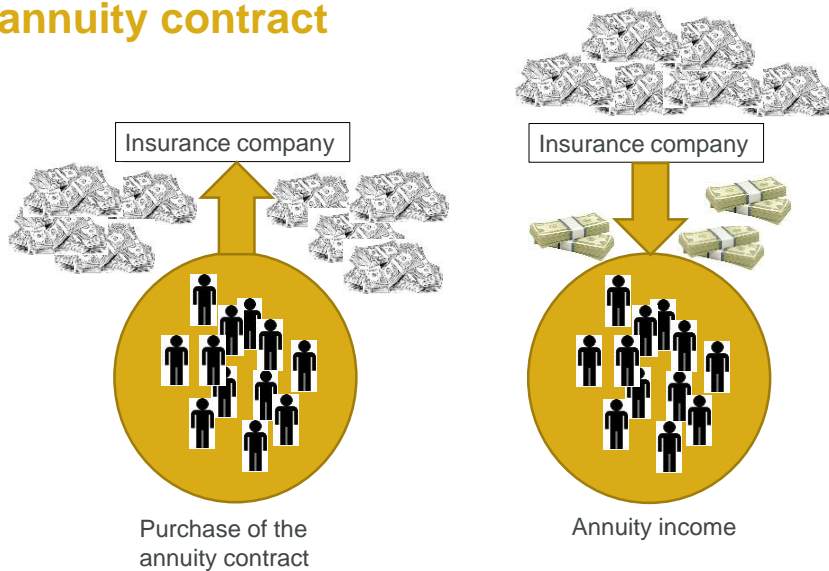 annuity contract
Insurance company
Insurance company
Purchase of the
annuity contract
Annuity income